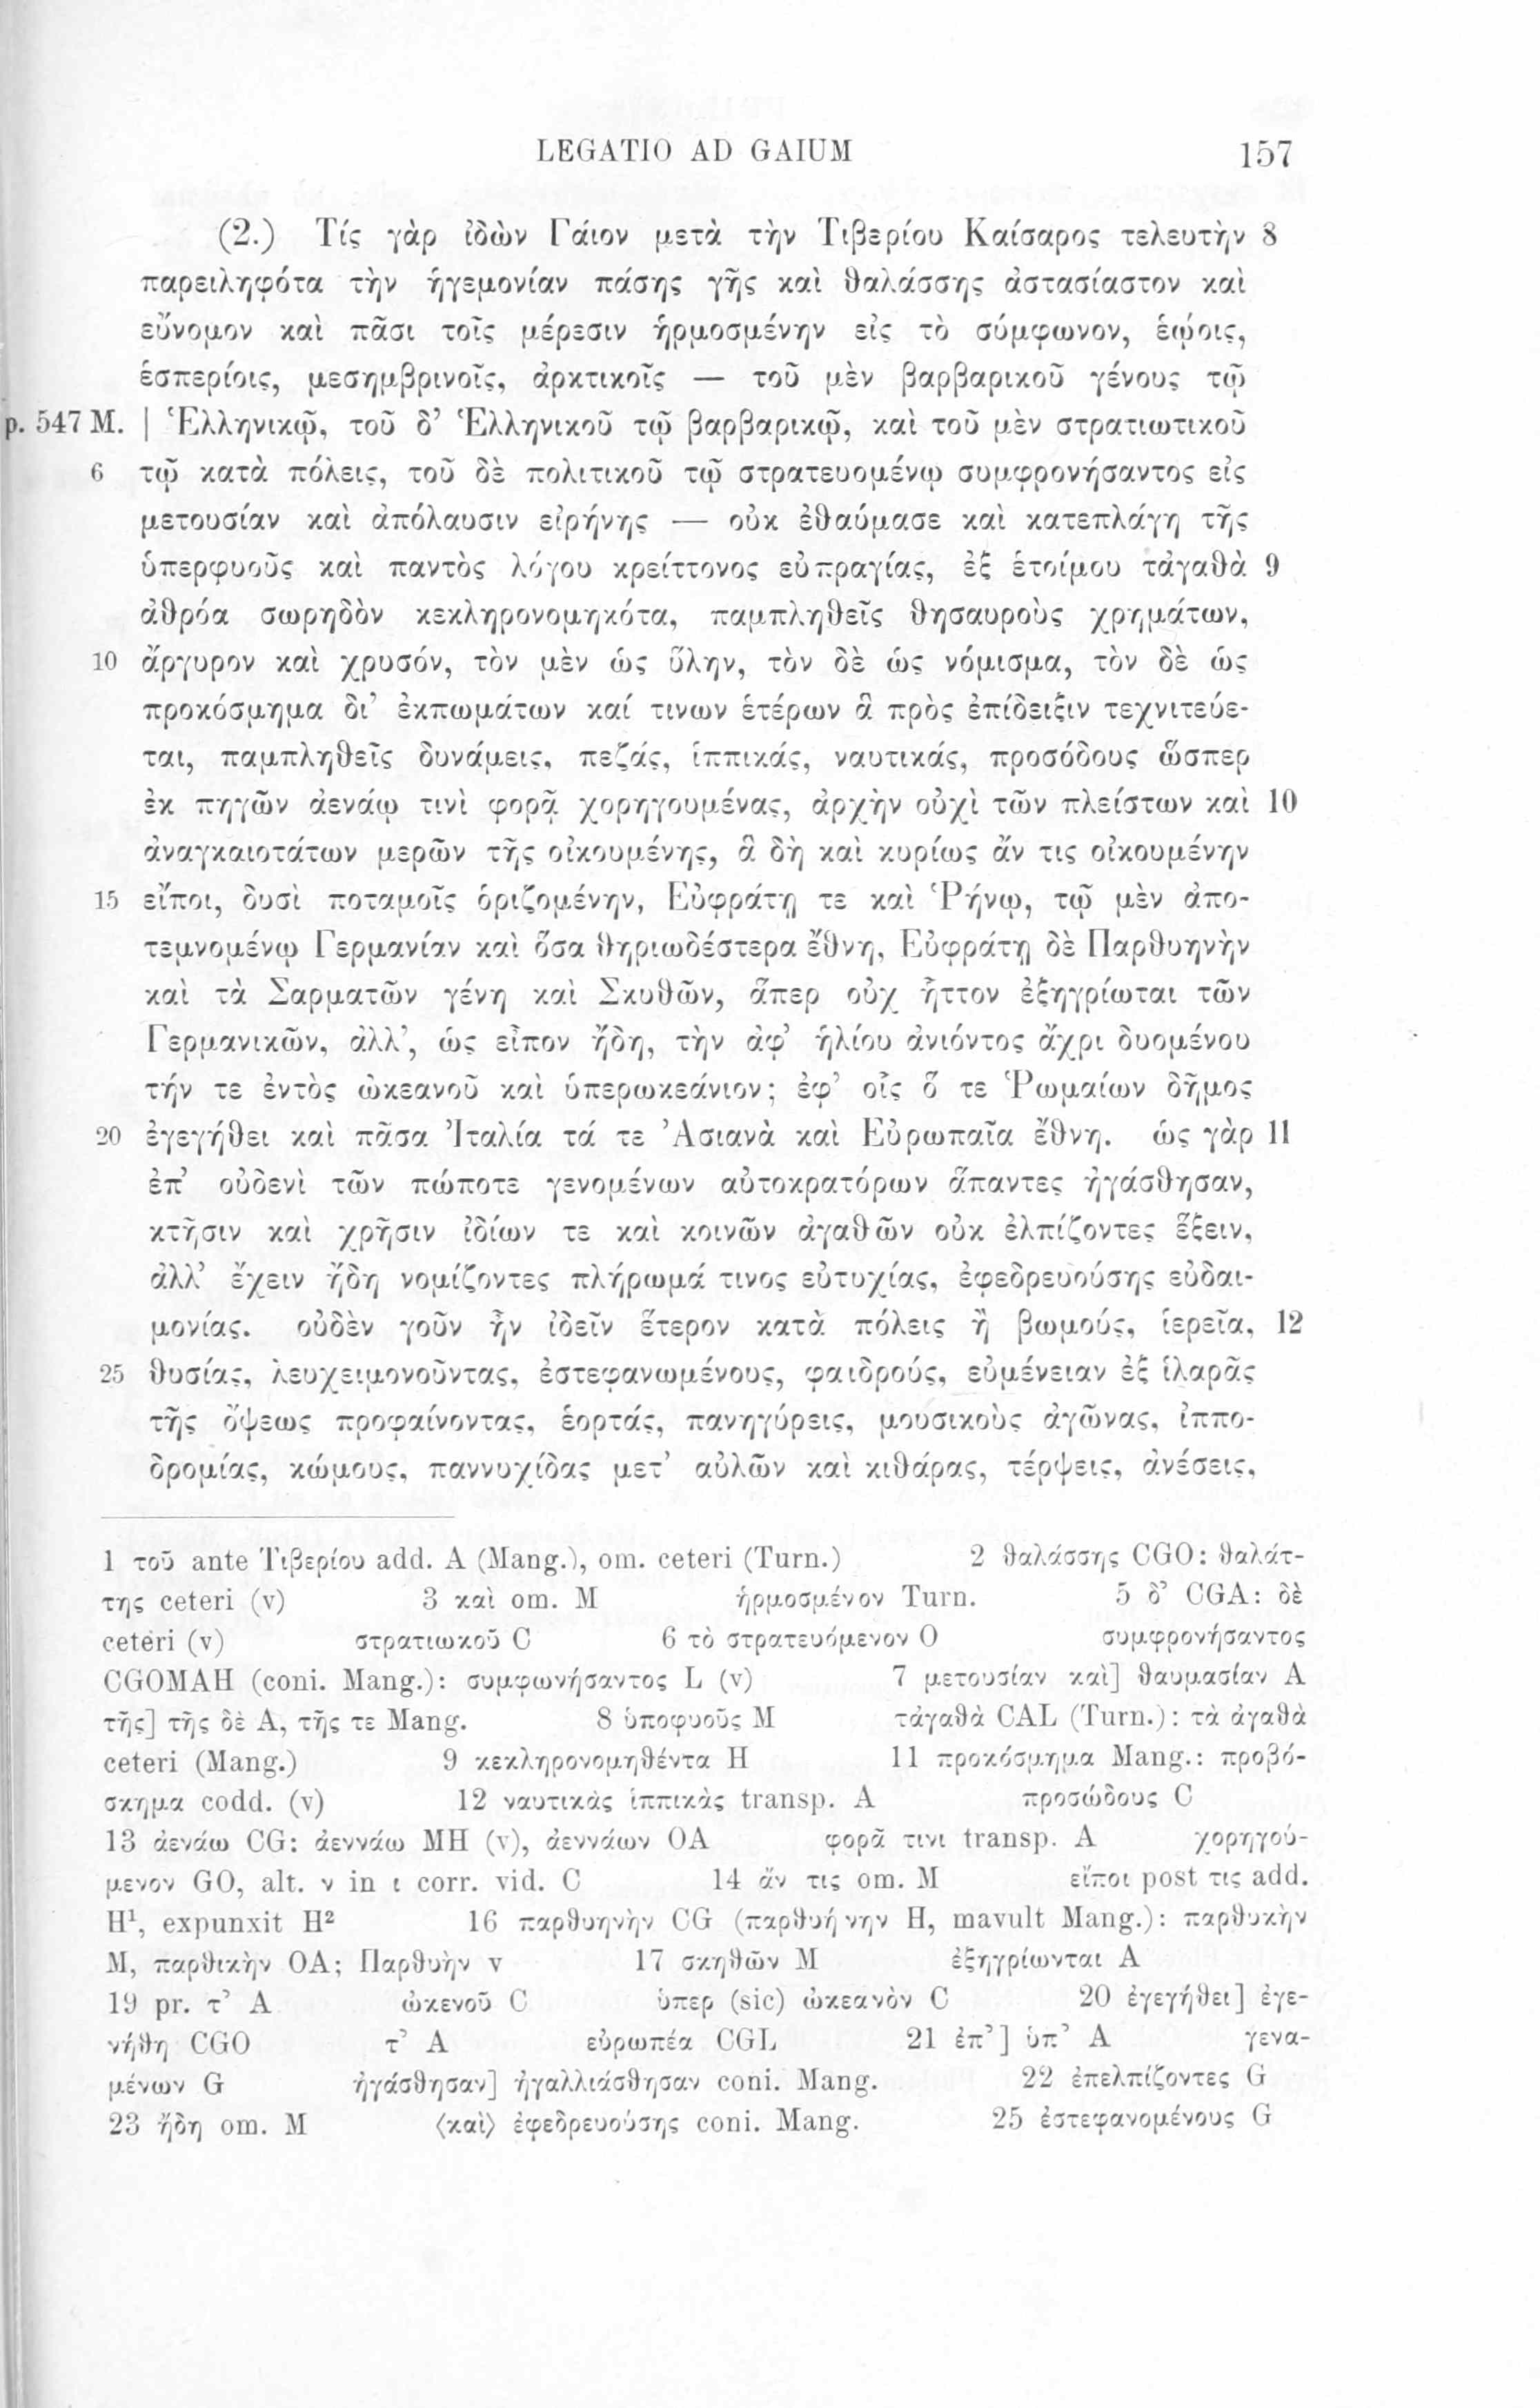 LEGATIO AD GAIUM 157
(2.) Τίς γὰρ ἰδὼν Γάιον μετὰ τὴν Τιβερίου Καίσαρος τελευτὴν 8
παρειληφότα τὴν ἡγεμονίαν πάσης γῆς καὶ θαλάσσης ἀστασίαστον καὶ
εὔνομον καὶ πᾶσι τοῖς μέρεσιν ἡρμοσμένην εἰς τὸ σύμφωνον, ἑῴοις,
ἑσπερίοις, μεσημβρινοῖς, ἀρκτικοῖς — τοῦ μὲν βαρβαρικοῦ γένους τῷ
p. 547 M. | Ἑλληνικῷ, τοῦ δ’ Ἑλληνικοῦ τῷ βαρβαρικῷ, καὶ τοῦ μὲν στρατιωτικοῦ
6 τῷ κατὰ πόλεις, τοῦ δὲ πολιτικοῦ τῷ στρατευομένῳ συμφρονήσαντος εἰς
μετουσίαν καὶ ἀπόλαυσιν εἰρήνης — οὐκ ἐθαύμασε καὶ κατεπλάγη τῆς
ὑπερφυοῦς καὶ παντὸς λόγου κρείττονος εὐπραγίας, ἐξ ἑτοίμου τἀγαθὰ 9
ἀθρόα σωρηδὸν κεκληρονομηκότα, παμπληθεῖς θησαυροὺς χρημάτων,
10 ἄργυρον καὶ χρυσόν, τὸν μὲν ὡς ὕλην, τὸν δὲ ὡς νόμισμα, τὸν δὲ ὡς
προκόσμημα δι’ ἐκπωμάτων καί τινων ἑτέρων ἃ πρὸς ἐπίδειξιν τεχνιτεύε-
ται, παμπληθεῖς δυνάμεις, πεζάς, ἱππικάς, ναυτικάς, προσόδους ὥσπερ
ἐκ πηγῶν ἀενάῳ τινὶ φορᾷ χορηγουμένας, ἀρχὴν οὐχὶ τῶν πλείστων καὶ 10
ἀναγκαιοτάτων μερῶν τῆς οἰκουμένης, ἃ δὴ καὶ κυρίως ἄν τις οἰκουμένην
15 εἴποι, δυσὶ ποταμοῖς ὁριζομένην, Εὐφράτῃ τε καὶ Ῥήνῳ, τῷ μὲν ἀπο-
τεμνομένῳ Γερμανίαν καὶ ὅσα θηριωδέστερα ἔθνη, Εὐφράτῃ δὲ Παρθυηνὴν
καὶ τὰ Σαρματῶν γένη καὶ Σκυθῶν, ἅπερ οὐχ ἧττον ἐξηγρίωται τῶν
Γερμανικῶν, ἀλλ’, ὡς εἶπον ἤδη, τὴν ἀφ’ ἡλίου ἀνιόντος ἄχρι δυομένου
τήν τε ἐντὸς ὠκεανοῦ καὶ ὑπερωκεάνιον; ἐφ’ οἷς ὅ τε Ῥωμαίων δῆμος
20 ἐγεγήθει καὶ πᾶσα Ἰταλία τά τε Ἀσιανὰ καὶ Εὐρωπαῖα ἔθνη. ὡς γὰρ 11
ἐπ’ οὐδενὶ τῶν πώποτε γενομένων αὐτοκρατόρων ἅπαντες ἠγάσθησαν,
κτῆσιν καὶ χρῆσιν ἰδίων τε καὶ κοινῶν ἀγαθῶν οὐκ ἐλπίζοντες ἕξειν,
ἀλλ’ ἔχειν ἤδη νομίζοντες πλήρωμά τινος εὐτυχίας, ἐφεδρευούσης εὐδαι-
μονίας. οὐδὲν γοῦν ἦν ἰδεῖν ἕτερον κατὰ πόλεις ἢ βωμούς, ἱερεῖα, 12
25 θυσίας, λευχειμονοῦντας, ἐστεφανωμένους, φαιδρούς, εὐμένειαν ἐξ ἱλαρᾶς
τῆς ὄψεως προφαίνοντας, ἑορτάς, πανηγύρεις, μουσικοὺς ἀγῶνας, ἱππο-
δρομίας, κώμους, παννυχίδας μετ’ αὐλῶν καὶ κιθάρας, τέρψεις, ἀνέσεις,
1 τοῦ ante Τιβερίου add. A (Mang.), om. ceteri (Turn.) 2 θαλάσσης CGO: θαλάτ-
της ceteri (v) 3 καὶ om. M ἡρμοσμένον Turn. 5 δ’ CGA: δὲ
ceteri (v) στρατιωκοῦ C 6 τὸ στρατευόμενον O συμφρονήσαντος
CGOMAH (coni. Mang.): συμφωνήσαντος L (v) 7 μετουσίαν καὶ] θαυμασίαν A
τῆς] τῆς δὲ A, τῆς τε Mang. 8 ὑποφυοῦς M τἀγαθὰ CAL (Turn.): τὰ ἀγαθὰ
ceteri (Mang.) 9 κεκληρονομηθέντα H 11 προκόσμημα Mang.: προβό-
σκημα codd. (v) 12 ναυτικὰς ἱππικὰς transp. A προσώδους C
13 ἀενάω CG: ἀεννάω MH (v), ἀεννάων OA φορᾶ τινι transp. A χορηγού-
μενον GO, alt. ν in ι corr. vid. C 14 ἄν τις om. M εἴποι post τις add.
H¹, expunxit H² 16 παρθυηνὴν CG (παρθυήνην H, mavult Mang.): παρθυκὴν
M, παρθικὴν OA; Παρθυὴν v 17 σκηθῶν M ἐξηγρίωνται A
19 pr. τ’ A ὠκενοῦ C ὑπερ (sic) ὠκεανὸν C 20 ἐγεγήθει] ἐγε-
νήθη CGO τ’ A εὐρωπέα CGL 21 ἐπ’] ὑπ’ A γενα-
μένων G ἠγάσθησαν] ἠγαλλιάσθησαν coni. Mang. 22 ἐπελπίζοντες G
23 ἤδη om. M ⟨καὶ⟩ ἐφεδρευούσης coni. Mang. 25 ἐστεφανομένους G